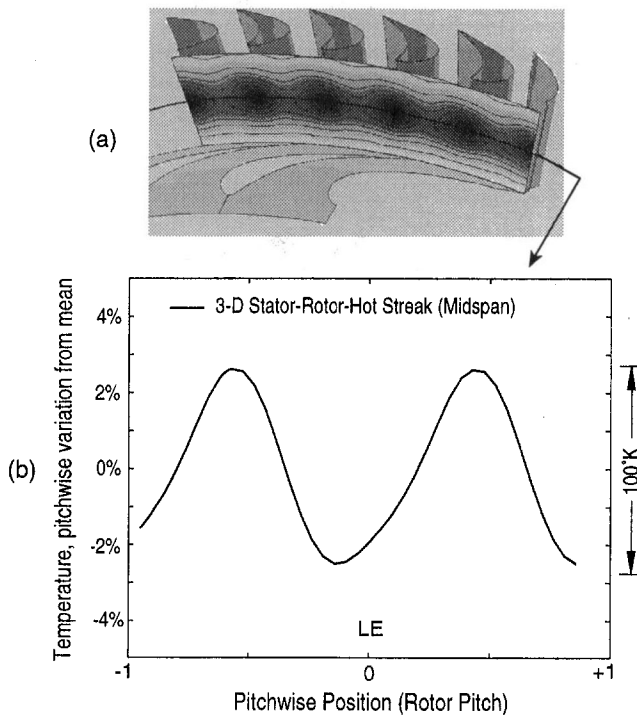 (a)
(b)
Temperature, pitchwise variation from mean
4%
2%
0%
-2%
-4%
3-D Stator-Rotor-Hot Streak (Midspan)
100°K
LE
-1
0
+1
Pitchwise Position (Rotor Pitch)